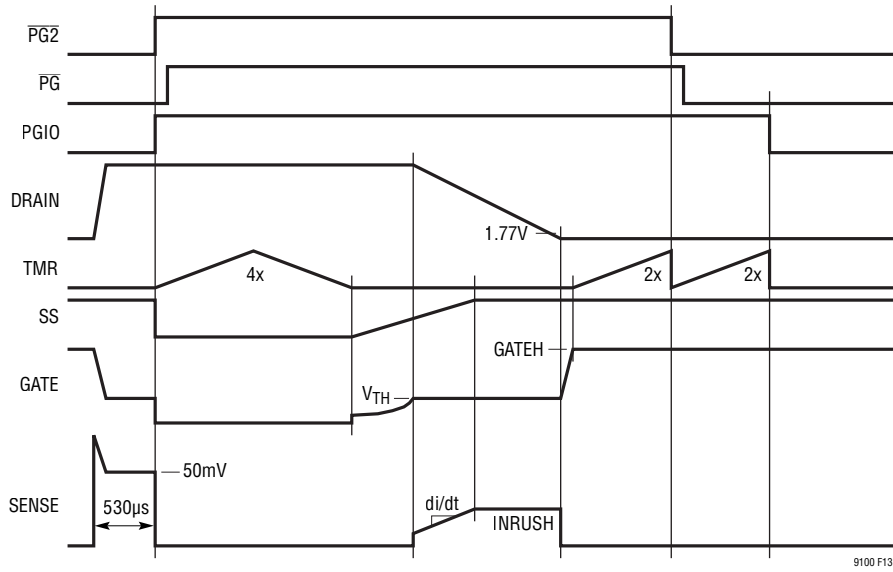 PG2
PG
PGIO
DRAIN
1.77V
TMR
4x
2x
2x
SS
GATEH
GATE
VTH
50mV
SENSE
530µs
di/dt
INRUSH
9100 F13